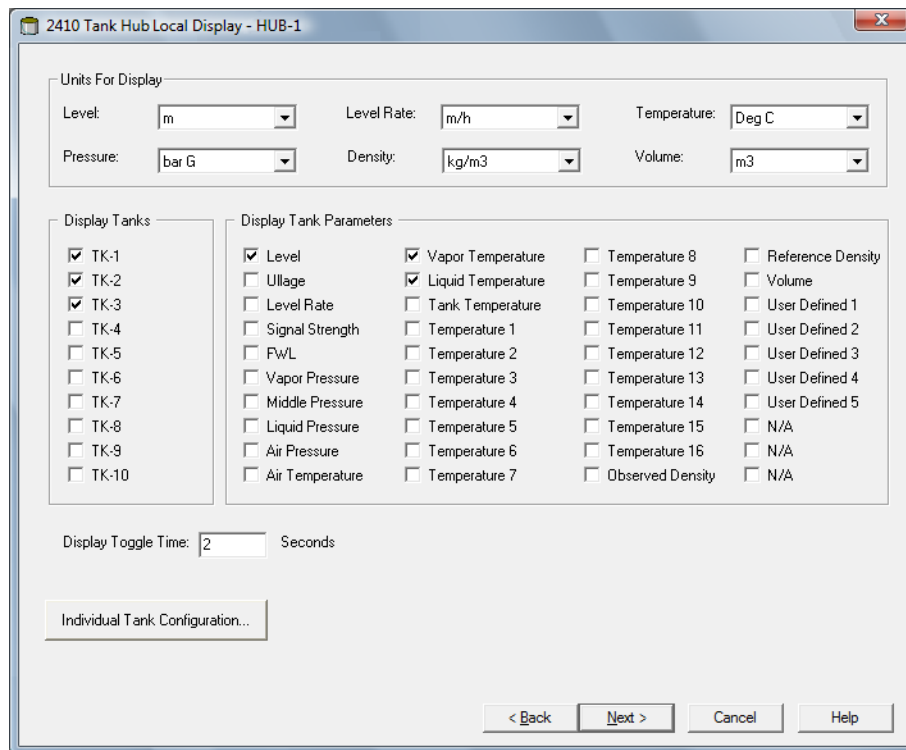 2410 Tank Hub Local Display - HUB-1
Units For Display
Level: m Level Rate: m/h Temperature: Deg C
Pressure: bar G Density: kg/m3 Volume: m3
Display Tanks Display Tank Parameters
TK-1 Level Vapor Temperature Temperature 8 Reference Density
TK-2 Ullage Liquid Temperature Temperature 9 Volume
TK-3 Level Rate Tank Temperature Temperature 10 User Defined 1
TK-4 Signal Strength Temperature 1 Temperature 11 User Defined 2
TK-5 FWL Temperature 2 Temperature 12 User Defined 3
TK-6 Vapor Pressure Temperature 3 Temperature 13 User Defined 4
TK-7 Middle Pressure Temperature 4 Temperature 14 User Defined 5
TK-8 Liquid Pressure Temperature 5 Temperature 15 N/A
TK-9 Air Pressure Temperature 6 Temperature 16 N/A
TK-10 Air Temperature Temperature 7 Observed Density N/A
Display Toggle Time: 2 Seconds
Individual Tank Configuration...
< Back Next > Cancel Help